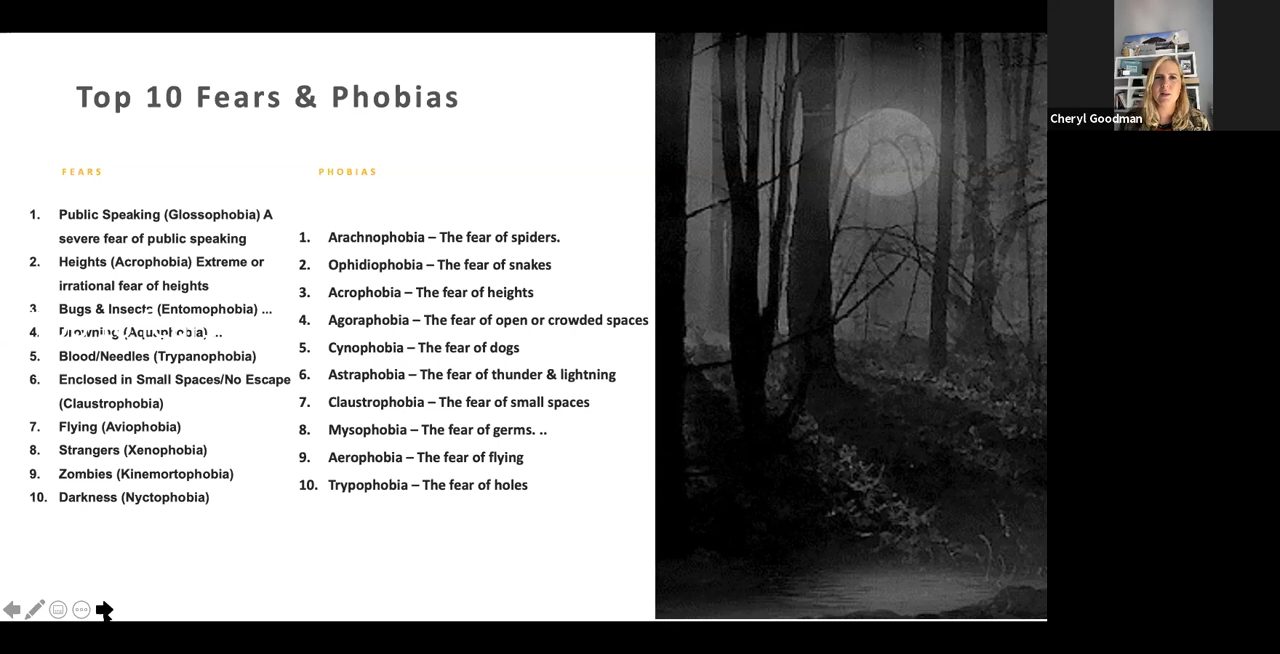 Top 10 Fears & Phobias
FEARS
1. Public Speaking (Glossophobia) A
severe fear of public speaking
2. Heights (Acrophobia) Extreme or
irrational fear of heights
3. Bugs & Insects (Entomophobia) ...
4. Drowning (Aquaphobia) ...
5. Blood/Needles (Trypanophobia)
6. Enclosed in Small Spaces/No Escape
(Claustrophobia)
7. Flying (Aviophobia)
8. Strangers (Xenophobia)
9. Zombies (Kinemortophobia)
10. Darkness (Nyctophobia)
PHOBIAS
1. Arachnophobia – The fear of spiders.
2. Ophidiophobia – The fear of snakes
3. Acrophobia – The fear of heights
4. Agoraphobia – The fear of open or crowded spaces
5. Cynophobia – The fear of dogs
6. Astraphobia – The fear of thunder & lightning
7. Claustrophobia – The fear of small spaces
8. Mysophobia – The fear of germs. ..
9. Aerophobia – The fear of flying
10. Trypophobia – The fear of holes
Cheryl Goodman